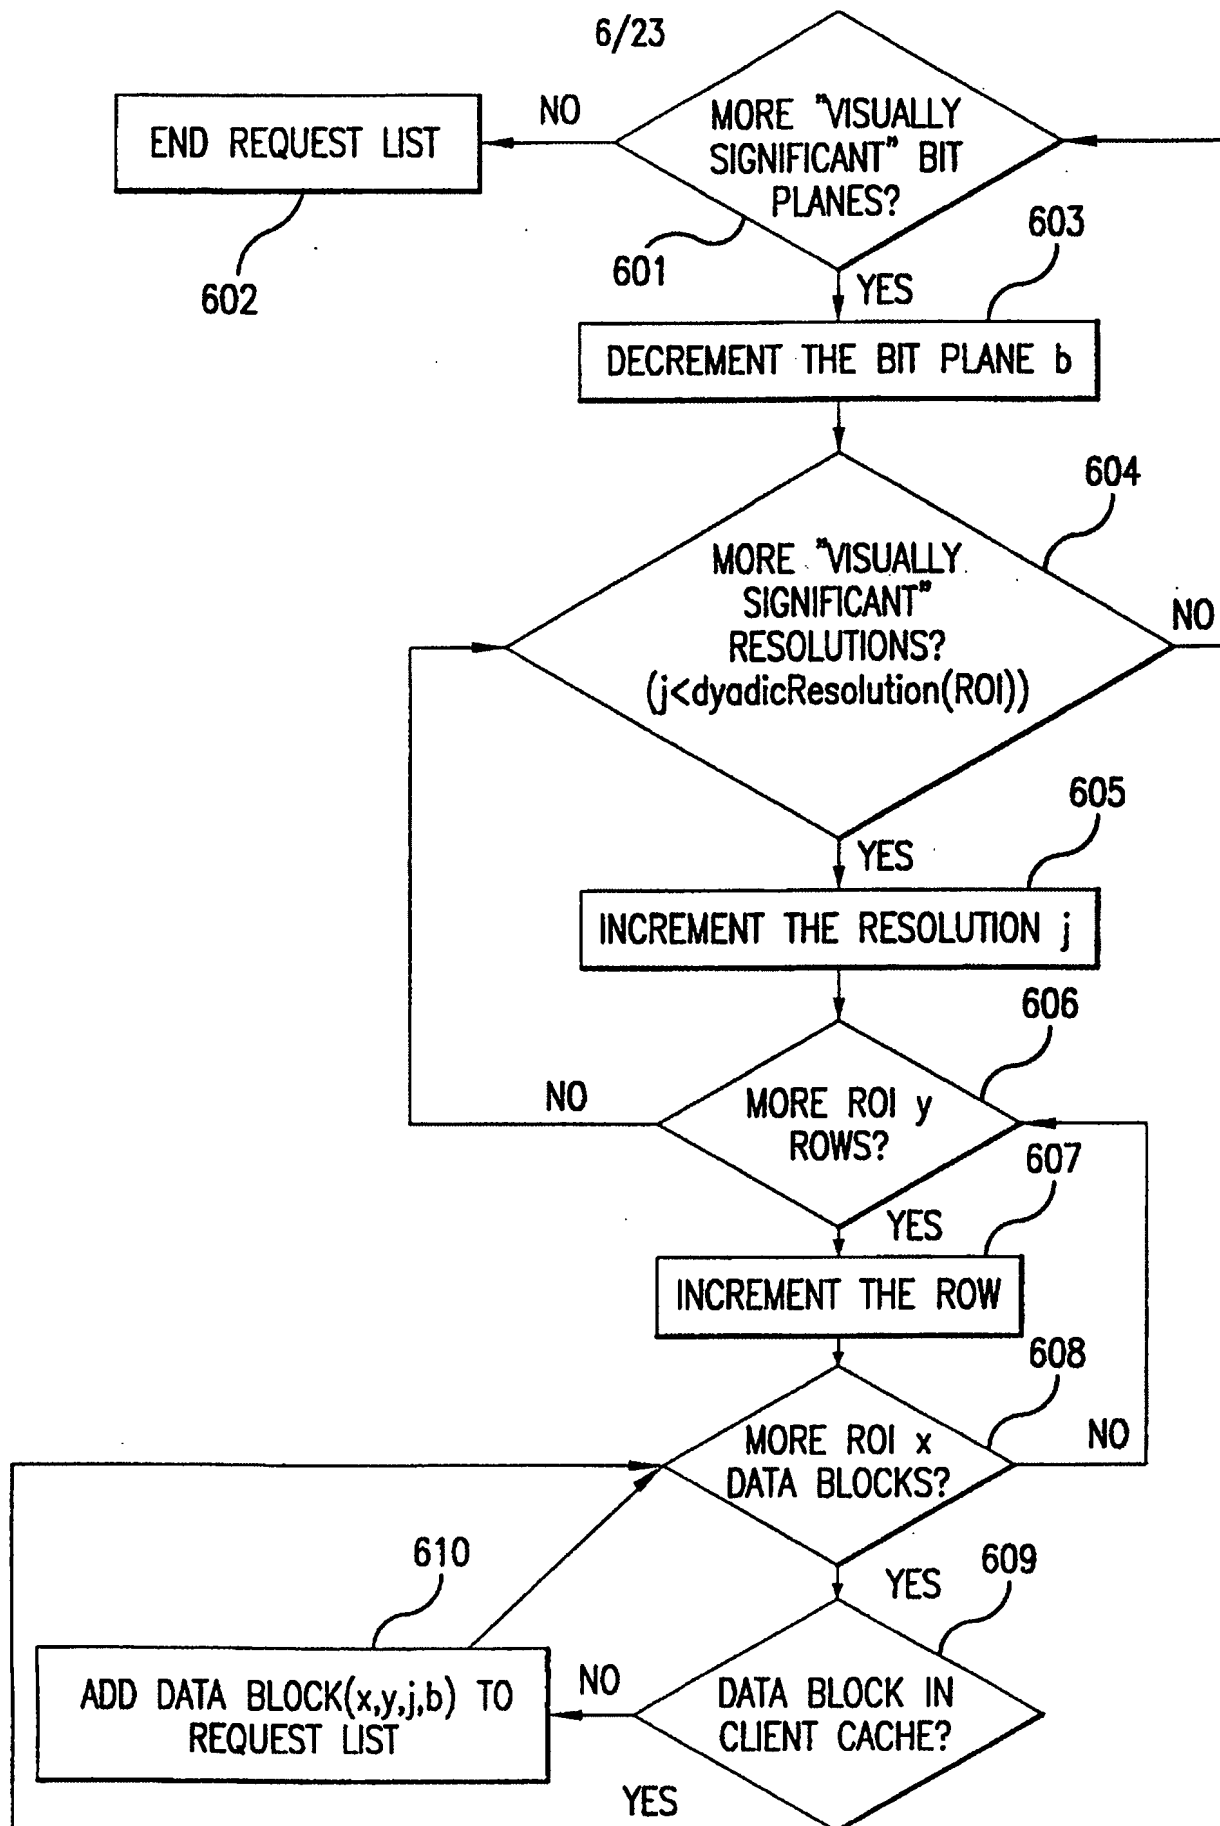 6/23
MORE "VISUALLY
SIGNIFICANT" BIT
PLANES?
NO
END REQUEST LIST
602
601
603
YES
DECREMENT THE BIT PLANE b
604
MORE "VISUALLY
SIGNIFICANT"
RESOLUTIONS?
(j<dyadicResolution(ROI))
NO
605
YES
INCREMENT THE RESOLUTION j
606
NO
MORE ROI y
ROWS?
607
YES
INCREMENT THE ROW
608
MORE ROI x
DATA BLOCKS?
NO
610
609
YES
ADD DATA BLOCK(x,y,j,b) TO
REQUEST LIST
NO
DATA BLOCK IN
CLIENT CACHE?
YES